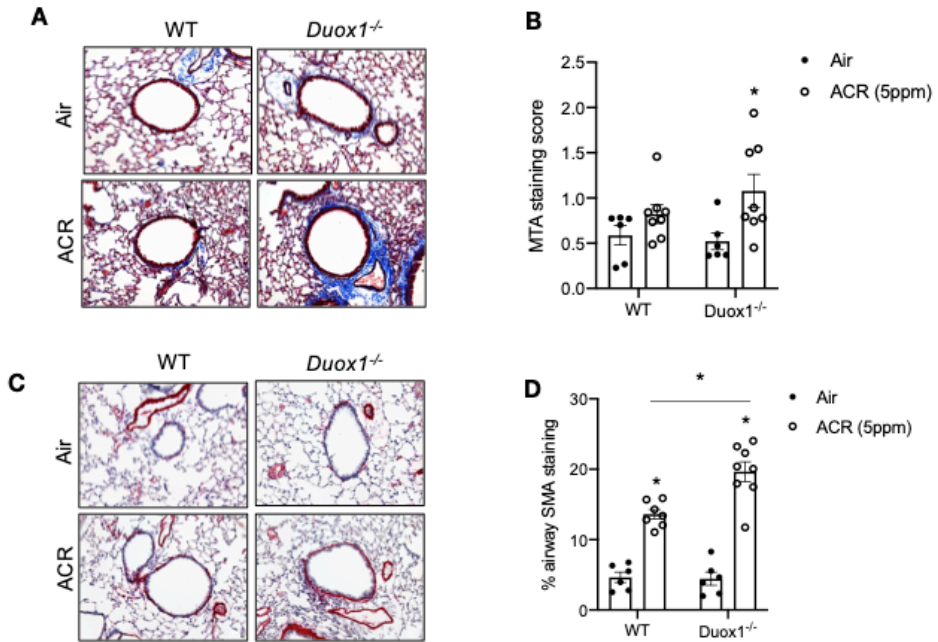 A
WT
Duox1-/-
Air
ACR
B
Air
ACR (5ppm)
MTA staining score
2.5
2.0
1.5
1.0
0.5
0.0
*
WT
Duox1-/-
C
WT
Duox1-/-
Air
ACR
D
Air
ACR (5ppm)
% airway SMA staining
30
20
10
0
*
*
*
WT
Duox1-/-